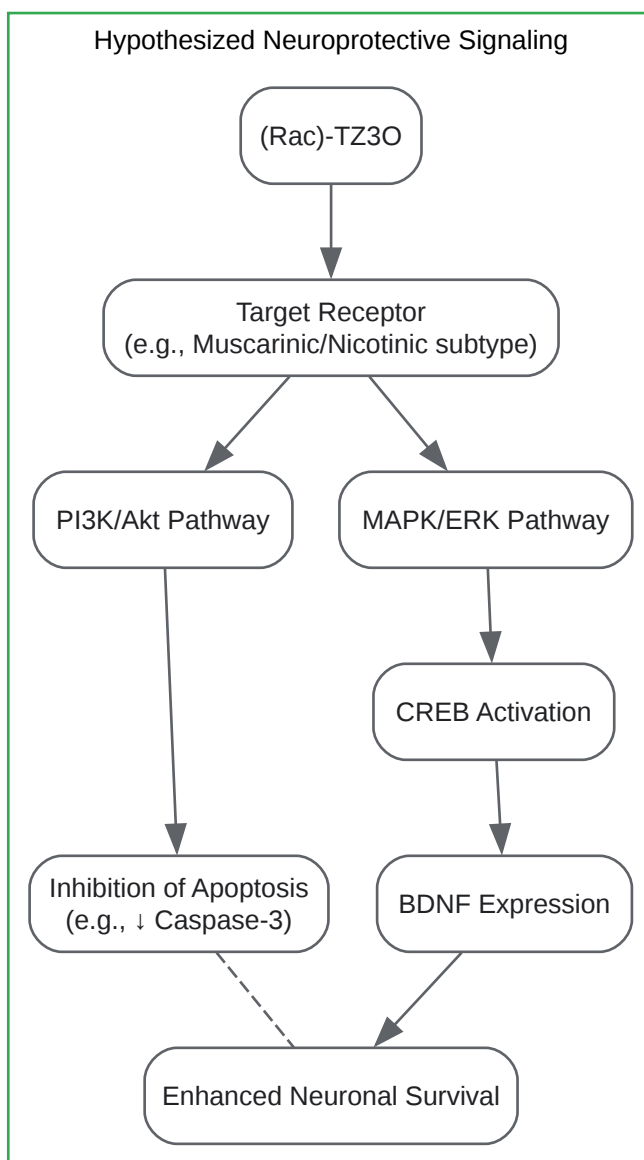 Hypothesized Neuroprotective Signaling
(Rac)-TZ3O
Target Receptor
(e.g., Muscarinic/Nicotinic subtype)
PI3K/Akt Pathway
MAPK/ERK Pathway
CREB Activation
Inhibition of Apoptosis
(e.g., ↓ Caspase-3)
BDNF Expression
Enhanced Neuronal Survival